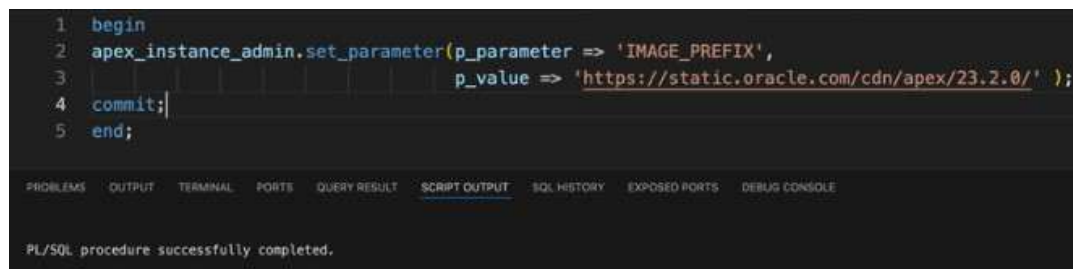 1 begin
2 apex_instance_admin.set_parameter(p_parameter => 'IMAGE_PREFIX',
3 p_value => 'https://static.oracle.com/cdn/apex/23.2.0/' );
4 commit;
5 end;
PROBLEMS OUTPUT TERMINAL PORTS QUERY RESULT SCRIPT OUTPUT SQL HISTORY EXPOSED PORTS DEBUG CONSOLE
PL/SQL procedure successfully completed.